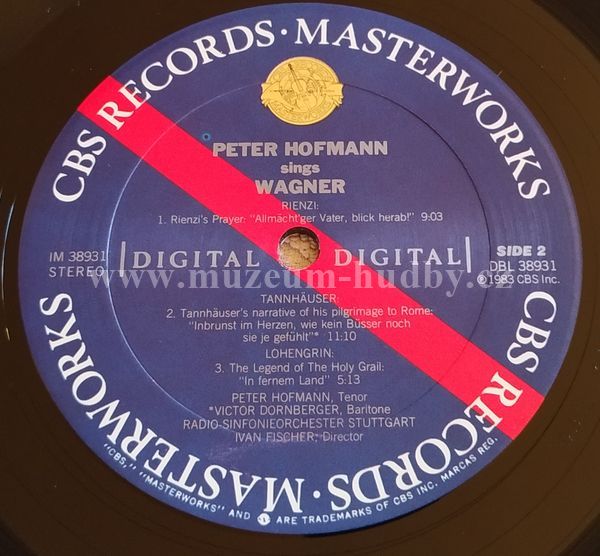 CBS RECORDS · MASTERWORKS
PETER HOFMANN
sings
WAGNER
RIENZI:
1. Rienzi's Prayer: "Allmächt'ger Vater, blick herab!" 9:03
IM 38931
STEREO
DIGITAL DIGITAL
SIDE 2
DBL 38931
℗ 1983 CBS Inc.
www.muzeum-hudby.cz
TANNHÄUSER:
2. Tannhäuser's narrative of his pilgrimage to Rome:
"Inbrunst im Herzen, wie kein Büsser noch
sie je gefühlt"* 11:10
LOHENGRIN:
3. The Legend of The Holy Grail:
"In fernem Land" 5:13
PETER HOFMANN, Tenor
*VICTOR DORNBERGER, Baritone
RADIO-SINFONIEORCHESTER STUTTGART
IVAN FISCHER, Director
CBS RECORDS · MASTERWORKS
"CBS," "MASTERWORKS" AND ARE TRADEMARKS OF CBS INC. MARCAS REG.